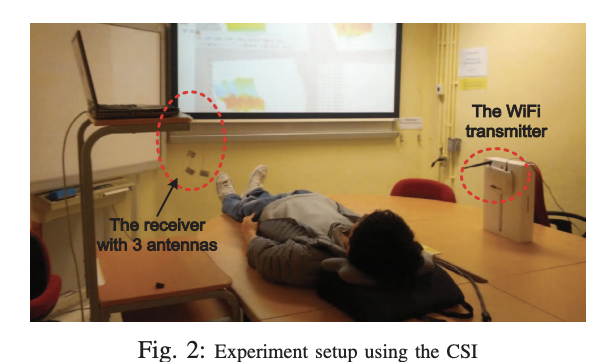 The WiFi
transmitter
The receiver
with 3 antennas
Fig. 2: Experiment setup using the CSI